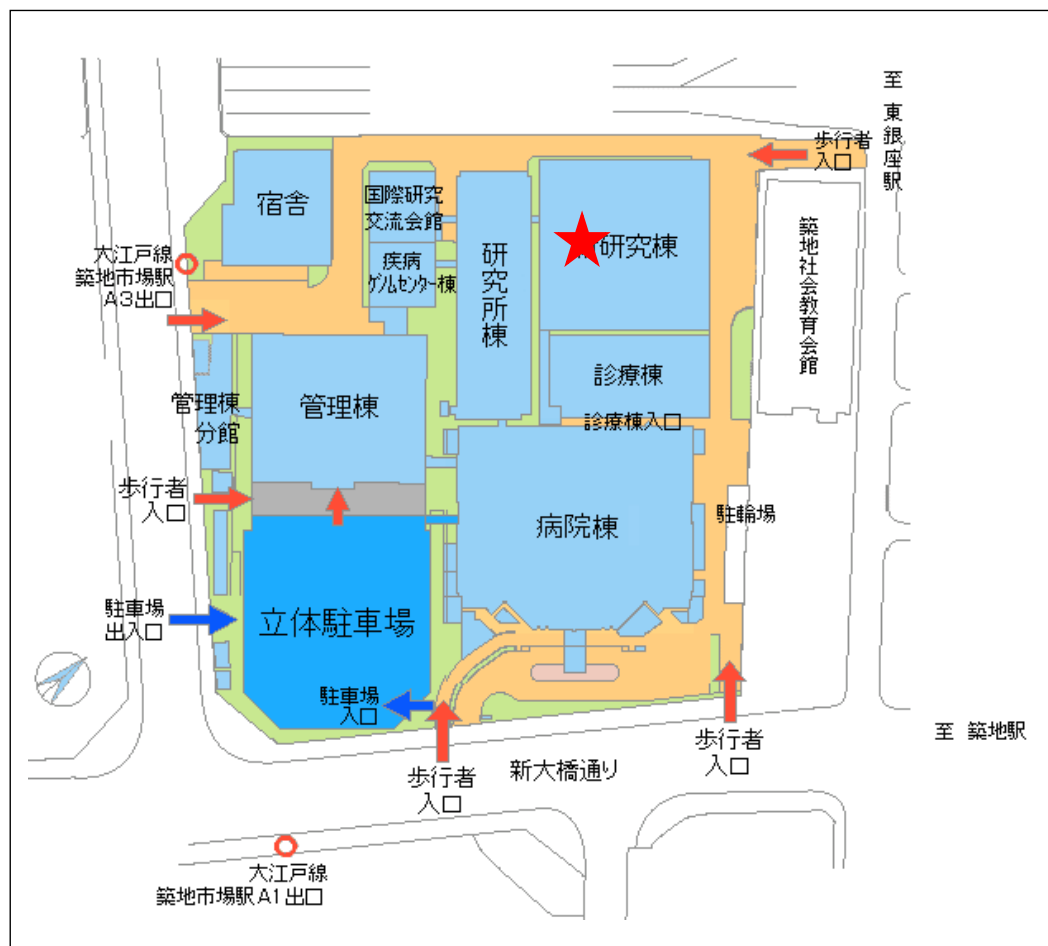 至
東
銀
座
駅
歩行者
入口
宿舎
国際研究
交流会館
研究棟
築地社会教育会館
研究所棟
大江戸線
築地市場駅
A3出口
疾病
ゲノムセンター棟
診療棟
診療棟入口
管理棟
管理棟
分館
歩行者
入口
病院棟
駐輪場
立体駐車場
駐車場
出入口
駐車場
入口
至 築地駅
歩行者
入口
歩行者
入口
新大橋通り
大江戸線
築地市場駅A1出口